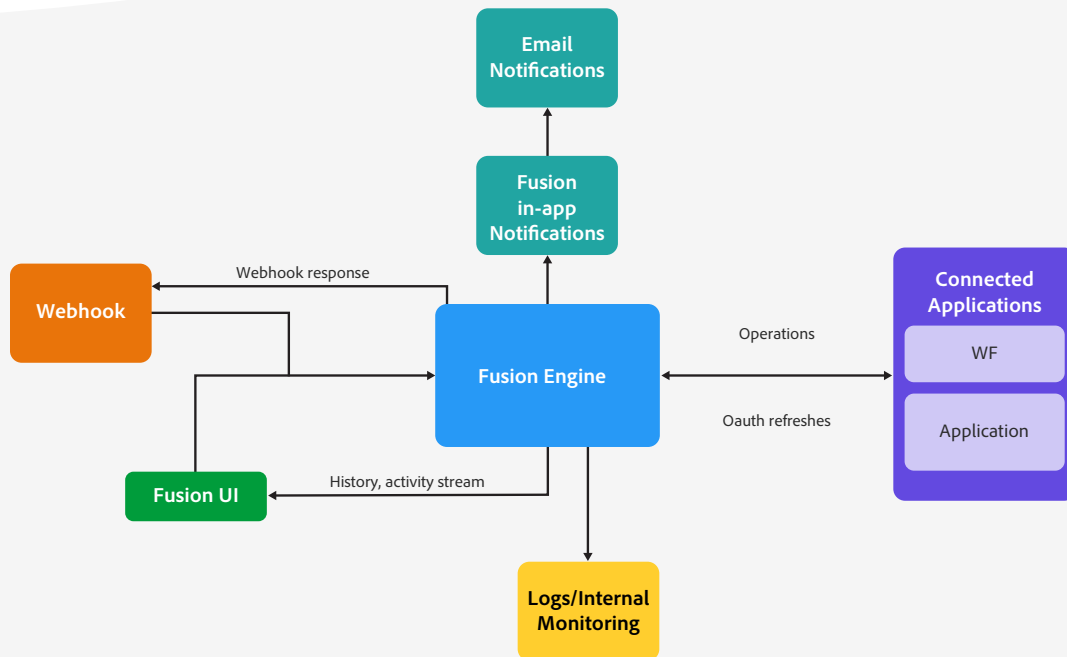 Email
Notifications
Fusion
in-app
Notifications
Webhook response
Webhook
Connected
Applications
WF
Application
Operations
Oauth refreshes
Fusion Engine
Fusion UI
History, activity stream
Logs/Internal
Monitoring